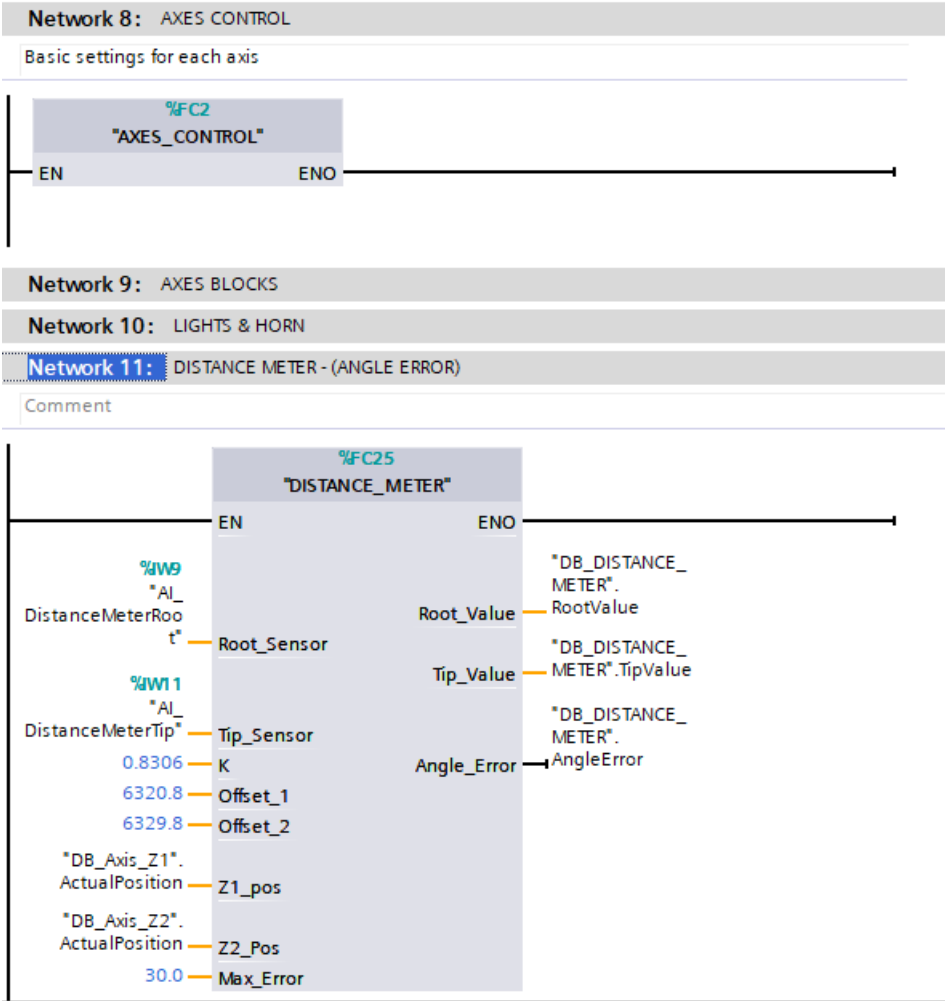 Network 8: AXES CONTROL
Basic settings for each axis
%FC2
"AXES_CONTROL"
EN ENO
Network 9: AXES BLOCKS
Network 10: LIGHTS & HORN
Network 11: DISTANCE METER - (ANGLE ERROR)
Comment
%FC25
"DISTANCE_METER"
EN ENO
%IW9
"AI_
DistanceMeterRoo
t"
Root_Sensor
%IW11
"AI_
DistanceMeterTip"
Tip_Sensor
0.8306 K
6320.8 Offset_1
6329.8 Offset_2
"DB_Axis_Z1".
ActualPosition
Z1_pos
"DB_Axis_Z2".
ActualPosition
Z2_Pos
30.0 Max_Error
Root_Value
"DB_DISTANCE_
METER".
RootValue
Tip_Value
"DB_DISTANCE_
METER".TipValue
Angle_Error
"DB_DISTANCE_
METER".
AngleError